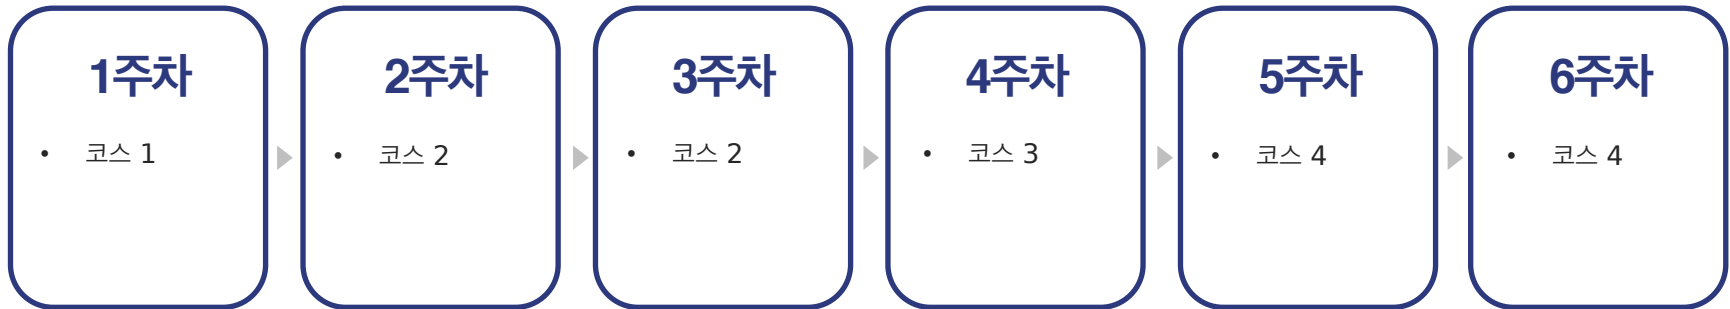 1주차
• 코스 1
2주차
• 코스 2
3주차
• 코스 2
4주차
• 코스 3
5주차
• 코스 4
6주차
• 코스 4